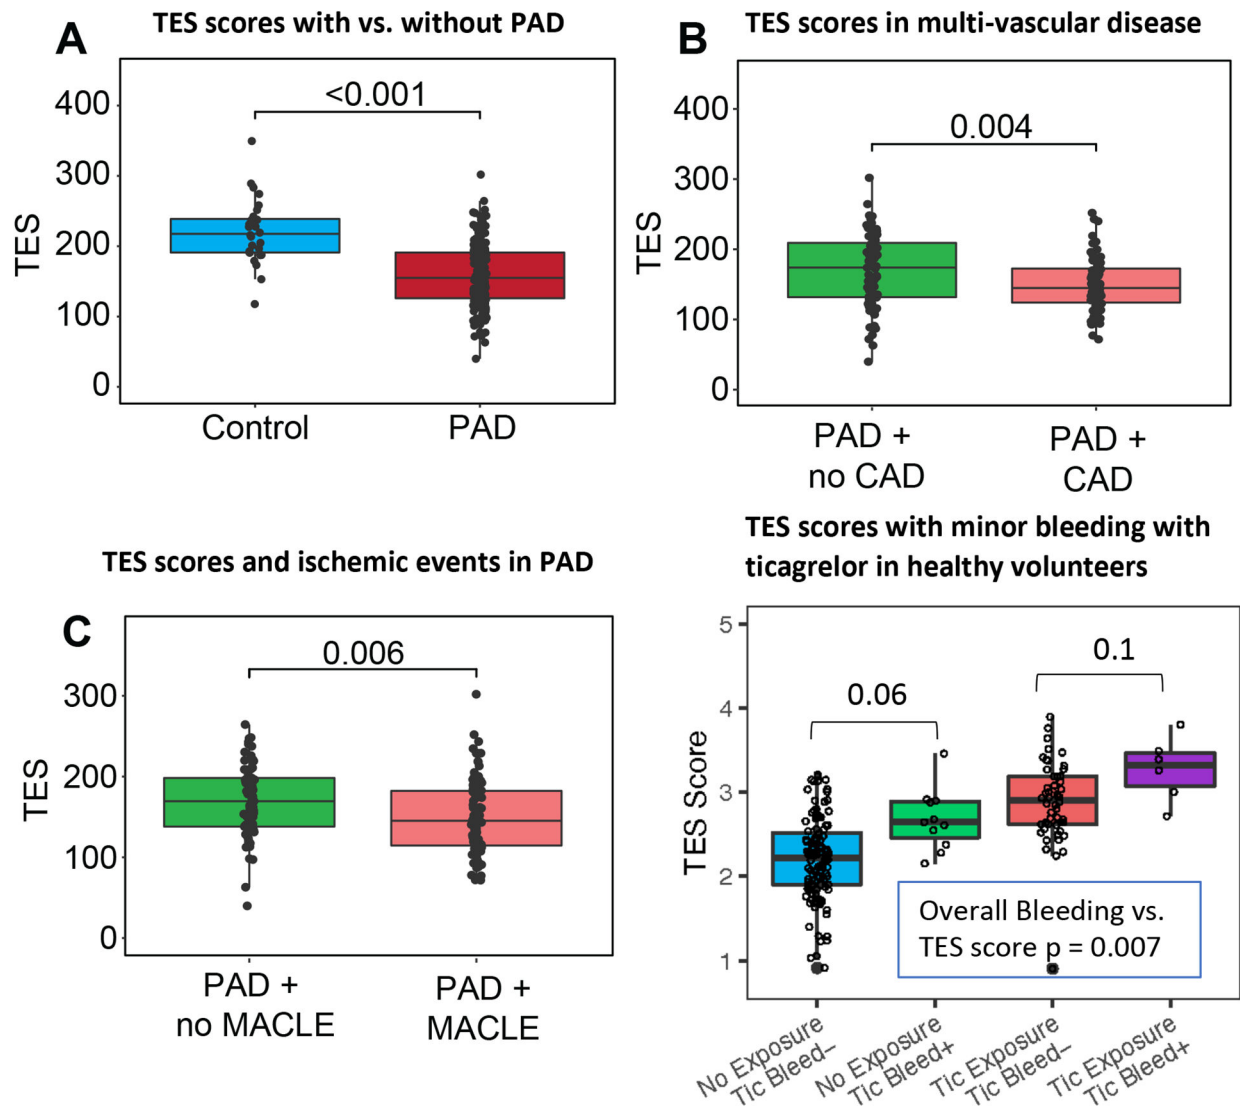 A
TES scores with vs. without PAD
<0.001
TES
400
300
200
100
0
Control
PAD
B
TES scores in multi-vascular disease
0.004
TES
400
300
200
100
0
PAD +
no CAD
PAD +
CAD
TES scores and ischemic events in PAD
C
0.006
TES
300
200
100
0
PAD +
no MACLE
PAD +
MACLE
TES scores with minor bleeding with
ticagrelor in healthy volunteers
TES Score
5
4
3
2
1
0.06
0.1
Overall Bleeding vs.
TES score p = 0.007
No Exposure
Tic Bleed–
No Exposure
Tic Bleed+
Tic Exposure
Tic Bleed–
Tic Exposure
Tic Bleed+